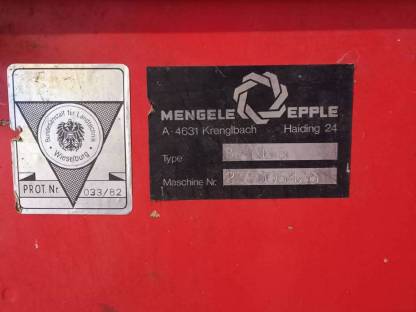 Bundesanstalt für Landtechnik
Wieselburg
PROT. Nr. 033/82
MENGELE EPPLE
A-4631 Krenglbach Haiding 24
Type
Maschine Nr.